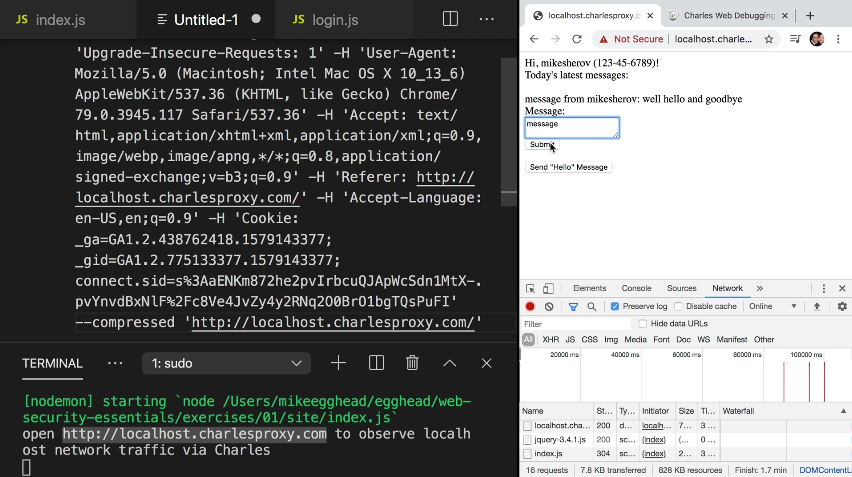 JS index.js
Untitled-1
JS login.js
'Upgrade-Insecure-Requests: 1' -H 'User-Agent:
Mozilla/5.0 (Macintosh; Intel Mac OS X 10_13_6)
AppleWebKit/537.36 (KHTML, like Gecko) Chrome/
79.0.3945.117 Safari/537.36' -H 'Accept: text/
html,application/xhtml+xml,application/xml;q=0.9,
image/webp,image/apng,*/*;q=0.8,application/
signed-exchange;v=b3;q=0.9' -H 'Referer: http://
localhost.charlesproxy.com/' -H 'Accept-Language:
en-US,en;q=0.9' -H 'Cookie:
_ga=GA1.2.438762418.1579143377;
_gid=GA1.2.775133377.1579143377;
connect.sid=s%3AaENKm872he2pvIrbcuQJApWcSdn1MtX-.
pvYnvdBxNlF%2Fc8Ve4JvZy4y2RNq2O0BrO1bgTQsPuFI'
--compressed 'http://localhost.charlesproxy.com/'
TERMINAL ... 1: sudo
[nodemon] starting `node /Users/mikeegghead/egghead/web-
security-essentials/exercises/01/site/index.js`
open http://localhost.charlesproxy.com to observe localh
ost network traffic via Charles
localhost.charlesproxy.c
Charles Web Debugging
Not Secure | localhost.charle...
Hi, mikesherov (123-45-6789)!
Today's latest messages:
message from mikesherov: well hello and goodbye
Message:
message
Submit
Send "Hello" Message
Elements Console Sources Network »
Preserve log Disable cache Online
Filter Hide data URLs
All XHR JS CSS Img Media Font Doc WS Manifest Other
20000 ms 40000 ms 60000 ms 80000 ms 100000 ms
Name St... Ty... Initiator Size Ti... Waterfall
localhost.cha... 200 d... localh... 7... 3 ...
jquery-3.4.1.js 200 sc... (index) (... 0 ...
index.js 304 sc... (index) 2... 3 ...
16 requests 7.8 KB transferred 828 KB resources Finish: 1.7 min DOMContentL